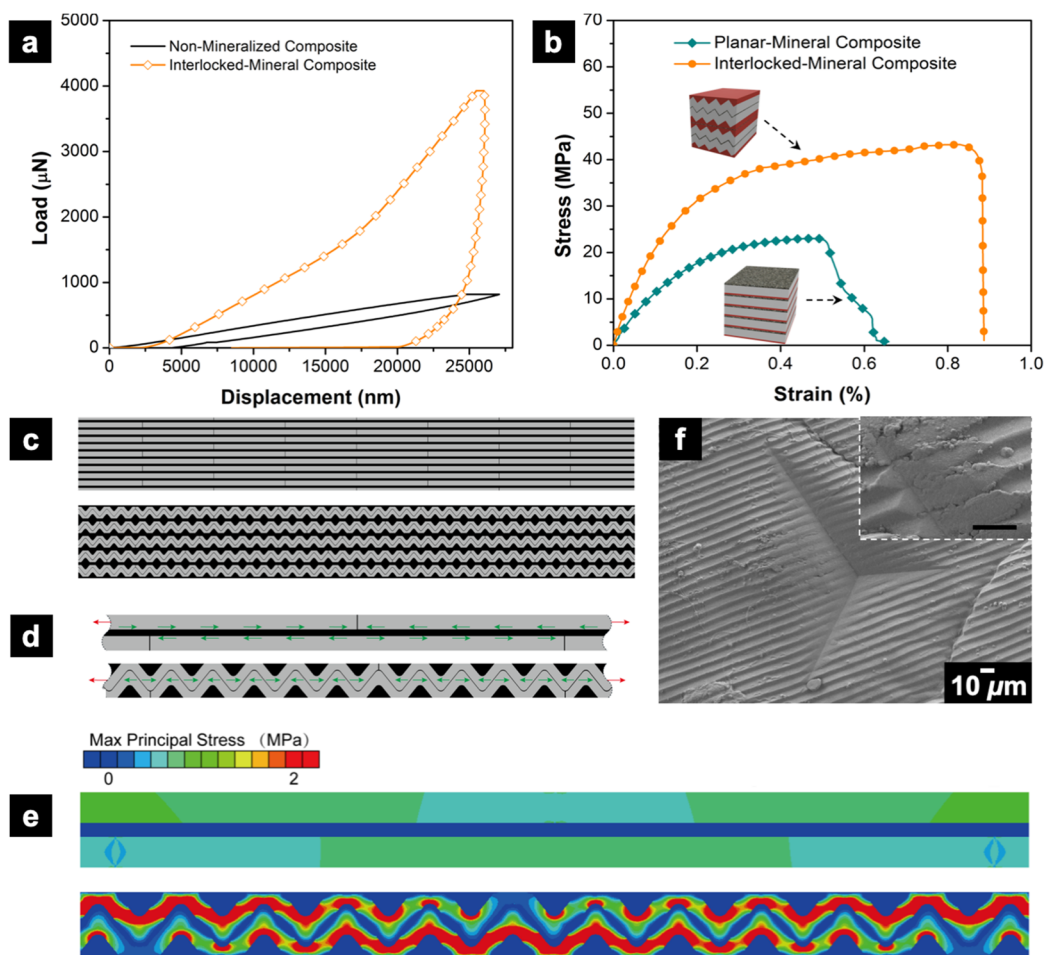 a
5000
4000
3000
2000
1000
0
Load (μN)
Non-Mineralized Composite
Interlocked-Mineral Composite
0 5000 10000 15000 20000 25000
Displacement (nm)
b
70
60
50
40
30
20
10
0
Stress (MPa)
Planar-Mineral Composite
Interlocked-Mineral Composite
0.0 0.2 0.4 0.6 0.8 1.0
Strain (%)
c
d
f
10 μm
Max Principal Stress （MPa）
0 2
e